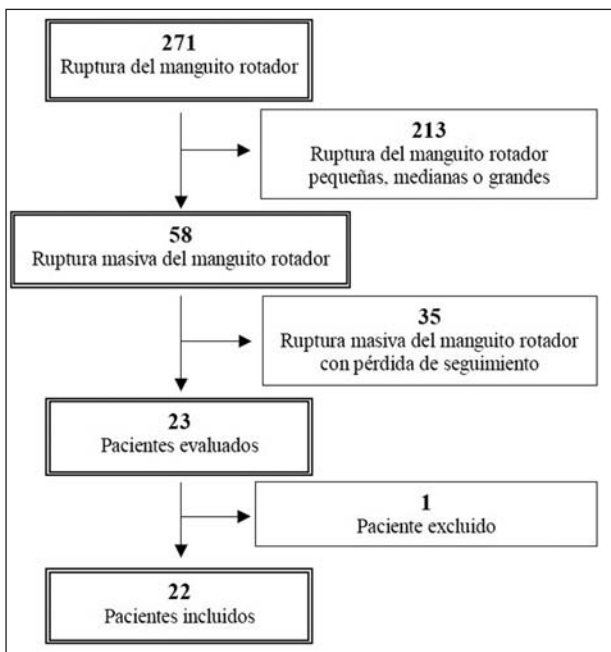 271
Ruptura del manguito rotador
213
Ruptura del manguito rotador
pequeñas, medianas o grandes
58
Ruptura masiva del manguito rotador
35
Ruptura masiva del manguito rotador
con pérdida de seguimiento
23
Pacientes evaluados
1
Paciente excluido
22
Pacientes incluidos